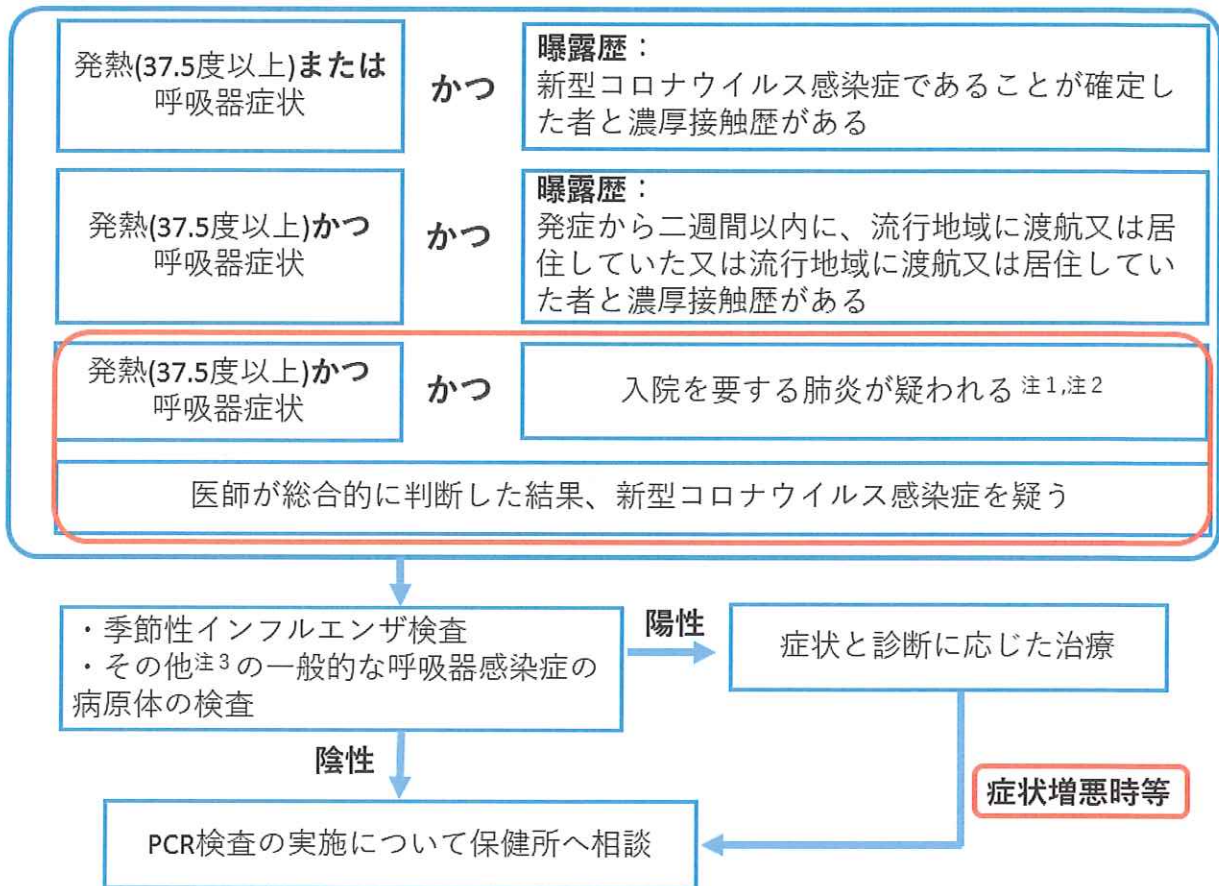 発熱(37.5度以上)または
呼吸器症状
かつ
曝露歴：
新型コロナウイルス感染症であることが確定し
た者と濃厚接触歴がある
発熱(37.5度以上)かつ
呼吸器症状
かつ
曝露歴：
発症から二週間以内に、流行地域に渡航又は居
住していた又は流行地域に渡航又は居住してい
た者と濃厚接触歴がある
発熱(37.5度以上)かつ
呼吸器症状
かつ
入院を要する肺炎が疑われる 注1,注2
医師が総合的に判断した結果、新型コロナウイルス感染症を疑う
・季節性インフルエンザ検査
・その他注3の一般的な呼吸器感染症の
病原体の検査
陽性
症状と診断に応じた治療
陰性
症状増悪時等
PCR検査の実施について保健所へ相談